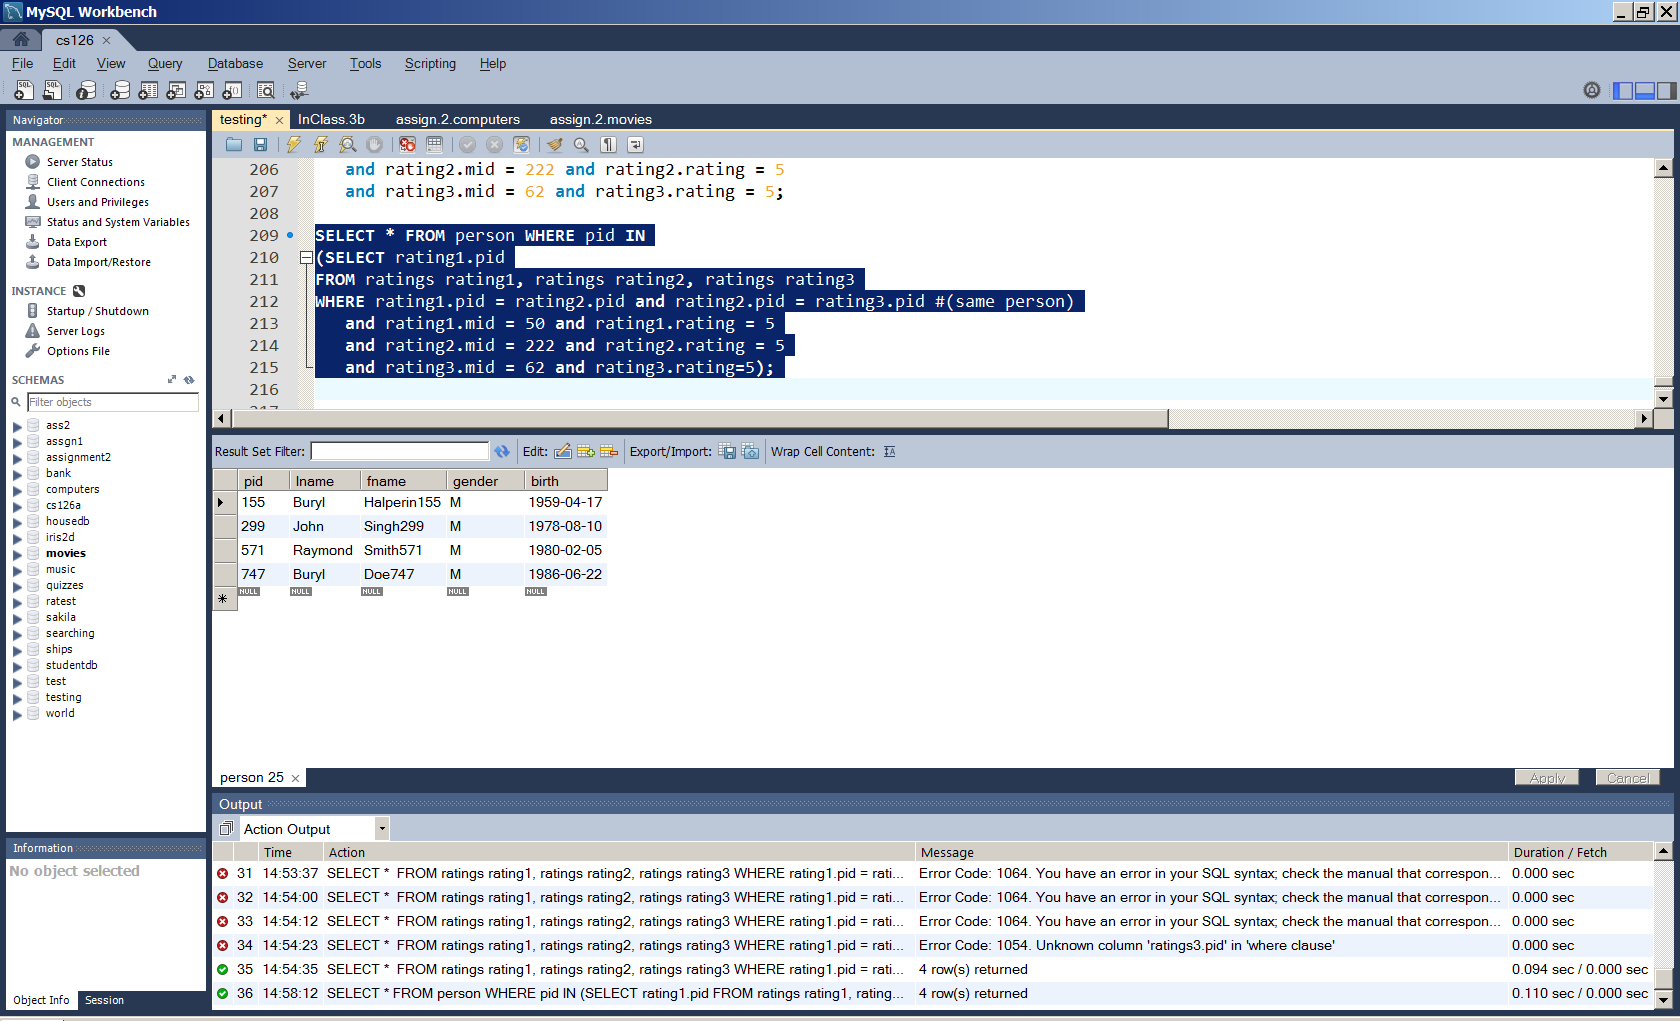 MySQL Workbench
cs126
File Edit View Query Database Server Tools Scripting Help
Navigator
MANAGEMENT
Server Status
Client Connections
Users and Privileges
Status and System Variables
Data Export
Data Import/Restore
INSTANCE
Startup / Shutdown
Server Logs
Options File
SCHEMAS
Filter objects
ass2
assgn1
assignment2
bank
computers
cs126a
housedb
iris2d
movies
music
quizzes
ratest
sakila
searching
ships
studentdb
test
testing
world
Information
No object selected
Object Info Session
testing* InClass.3b assign.2.computers assign.2.movies
206 and rating2.mid = 222 and rating2.rating = 5
207 and rating3.mid = 62 and rating3.rating = 5;
208
209 SELECT * FROM person WHERE pid IN
210 (SELECT rating1.pid
211 FROM ratings rating1, ratings rating2, ratings rating3
212 WHERE rating1.pid = rating2.pid and rating2.pid = rating3.pid #(same person)
213 and rating1.mid = 50 and rating1.rating = 5
214 and rating2.mid = 222 and rating2.rating = 5
215 and rating3.mid = 62 and rating3.rating=5);
216
Result Set Filter: Edit: Export/Import: Wrap Cell Content:
pid lname fname gender birth
155 Buryl Halperin155 M 1959-04-17
299 John Singh299 M 1978-08-10
571 Raymond Smith571 M 1980-02-05
747 Buryl Doe747 M 1986-06-22
NULL NULL NULL NULL NULL
person 25 Apply Cancel
Output
Action Output
Time Action Message Duration / Fetch
31 14:53:37 SELECT * FROM ratings rating1, ratings rating2, ratings rating3 WHERE rating1.pid = rati... Error Code: 1064. You have an error in your SQL syntax; check the manual that correspon... 0.000 sec
32 14:54:00 SELECT * FROM ratings rating1, ratings rating2, ratings rating3 WHERE rating1.pid = rati... Error Code: 1064. You have an error in your SQL syntax; check the manual that correspon... 0.000 sec
33 14:54:12 SELECT * FROM ratings rating1, ratings rating2, ratings rating3 WHERE rating1.pid = rati... Error Code: 1064. You have an error in your SQL syntax; check the manual that correspon... 0.000 sec
34 14:54:23 SELECT * FROM ratings rating1, ratings rating2, ratings rating3 WHERE rating1.pid = rati... Error Code: 1054. Unknown column 'ratings3.pid' in 'where clause' 0.000 sec
35 14:54:35 SELECT * FROM ratings rating1, ratings rating2, ratings rating3 WHERE rating1.pid = rati... 4 row(s) returned 0.094 sec / 0.000 sec
36 14:58:12 SELECT * FROM person WHERE pid IN (SELECT rating1.pid FROM ratings rating1, rating... 4 row(s) returned 0.110 sec / 0.000 sec